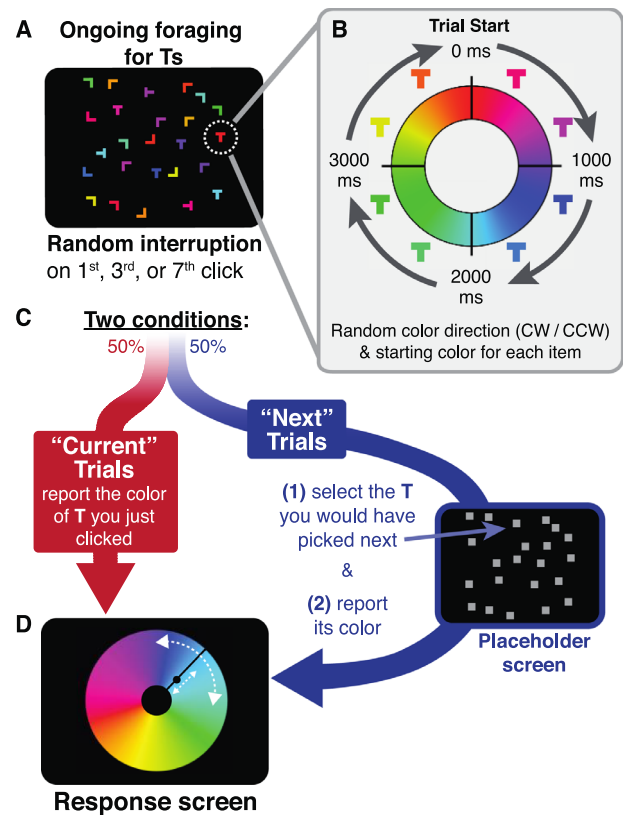 A
Ongoing foraging
for Ts
Random interruption
on 1st, 3rd, or 7th click
B
Trial Start
0 ms
1000
ms
2000
ms
3000
ms
Random color direction (CW / CCW)
& starting color for each item
C
Two conditions:
50%
50%
“Current”
Trials
report the color
of T you just
clicked
“Next”
Trials
(1) select the T
you would have
picked next
&
(2) report
its color
Placeholder
screen
D
Response screen